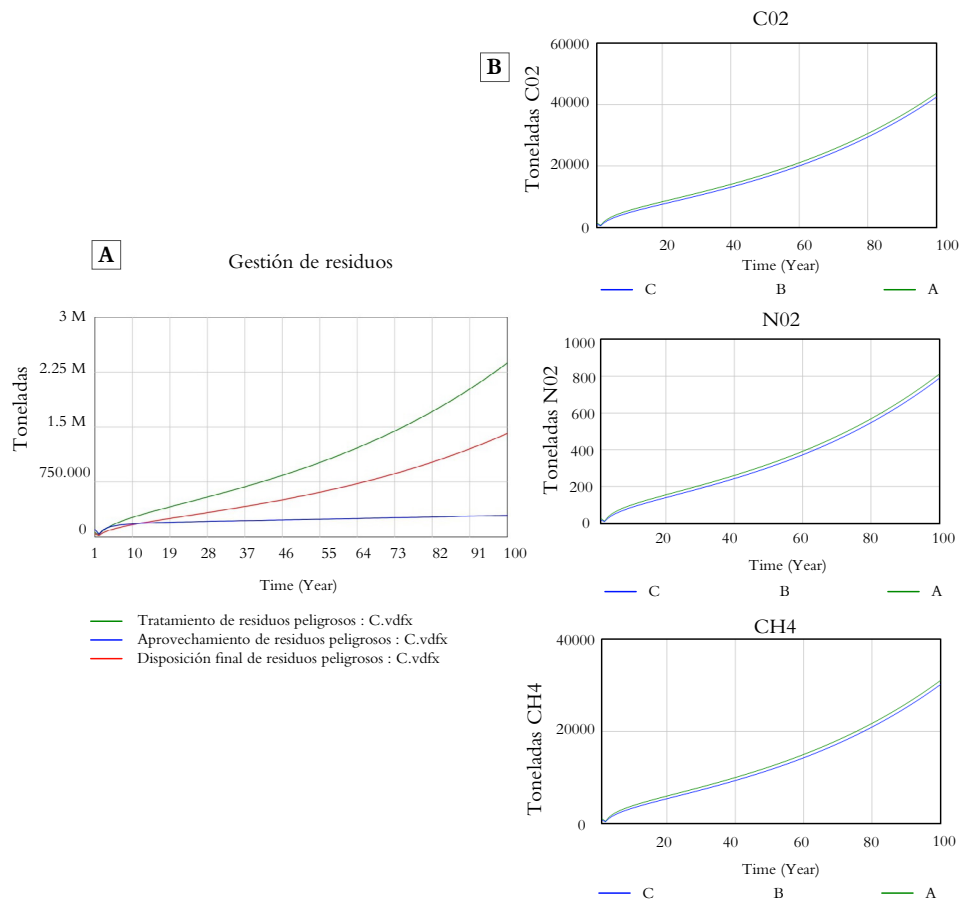 A
Gestión de residuos
Toneladas
3 M
2.25 M
1.5 M
750.000
0
1 10 19 28 37 46 55 64 73 82 91 100
Time (Year)
Tratamiento de residuos peligrosos : C.vdfx
Aprovechamiento de residuos peligrosos : C.vdfx
Disposición final de residuos peligrosos : C.vdfx
B
C02
Toneladas C02
60000
40000
20000
0
20 40 60 80 100
Time (Year)
C B A
N02
Toneladas N02
1000
800
600
400
200
0
20 40 60 80 100
Time (Year)
C B A
CH4
Toneladas CH4
40000
20000
0
20 40 60 80 100
Time (Year)
C B A